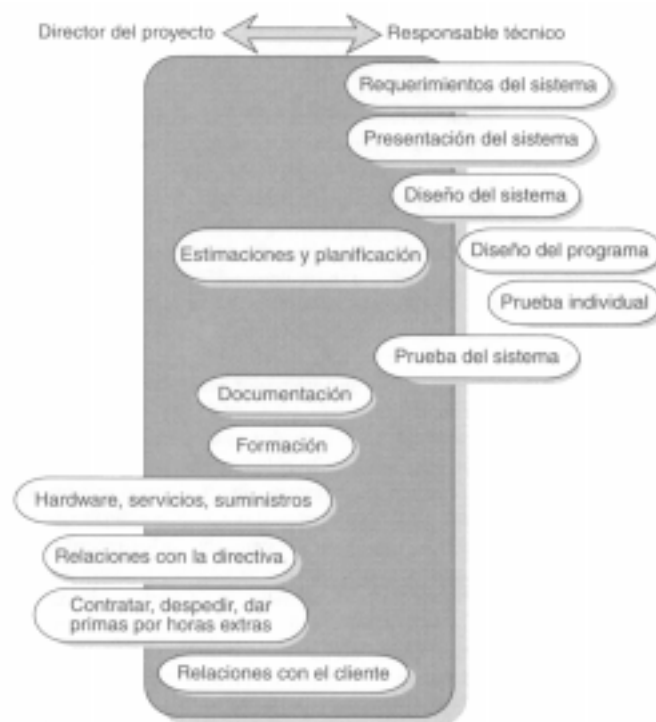 Director del proyecto
Responsable técnico
Requerimientos del sistema
Presentación del sistema
Diseño del sistema
Estimaciones y planificación
Diseño del programa
Prueba individual
Prueba del sistema
Documentación
Formación
Hardware, servicios, suministros
Relaciones con la directiva
Contratar, despedir, dar
primas por horas extras
Relaciones con el cliente